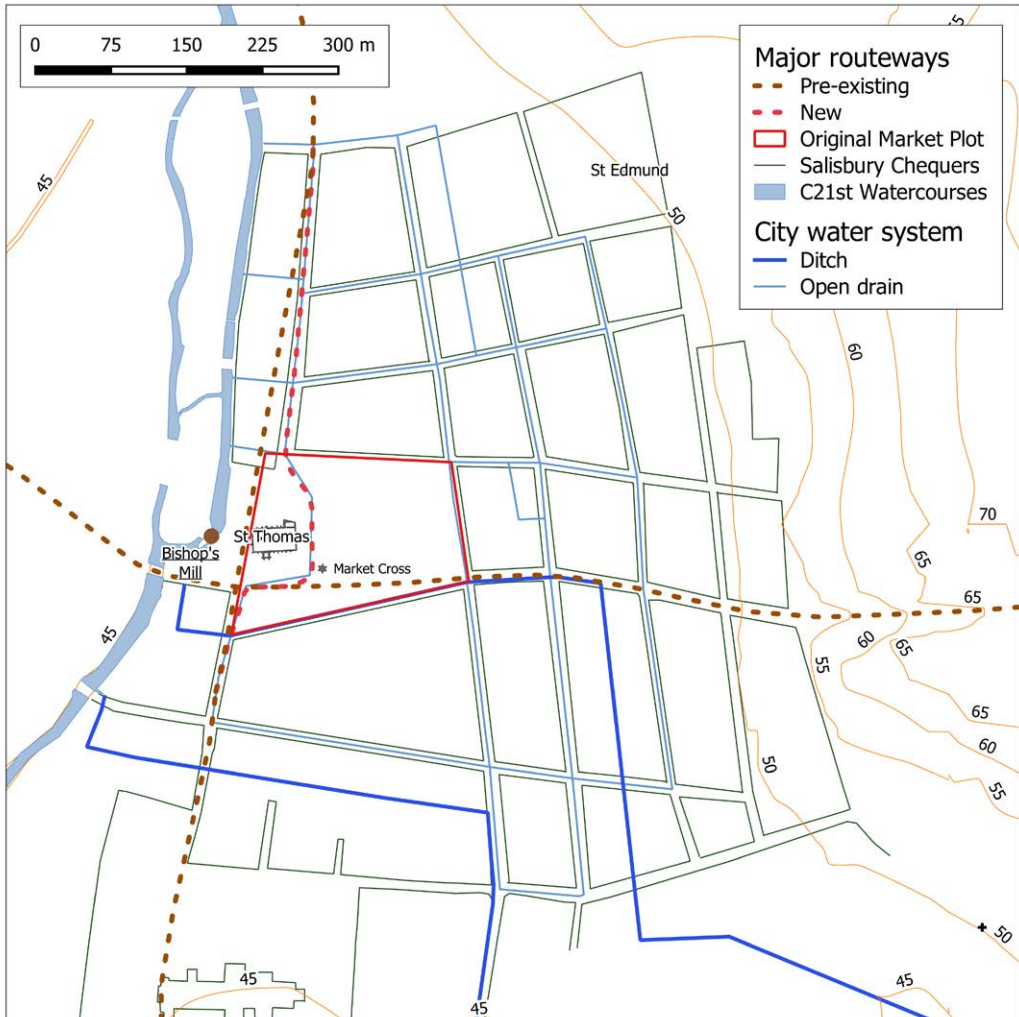 0 75 150 225 300 m
Major routeways
Pre-existing
New
Original Market Plot
Salisbury Chequers
C21st Watercourses
City water system
Ditch
Open drain
55
45
St Edmund
50
60
70
65
65
60
65
55
65
60
55
50
50
45
St Thomas
Bishop's
Mill
Market Cross
45
45
45